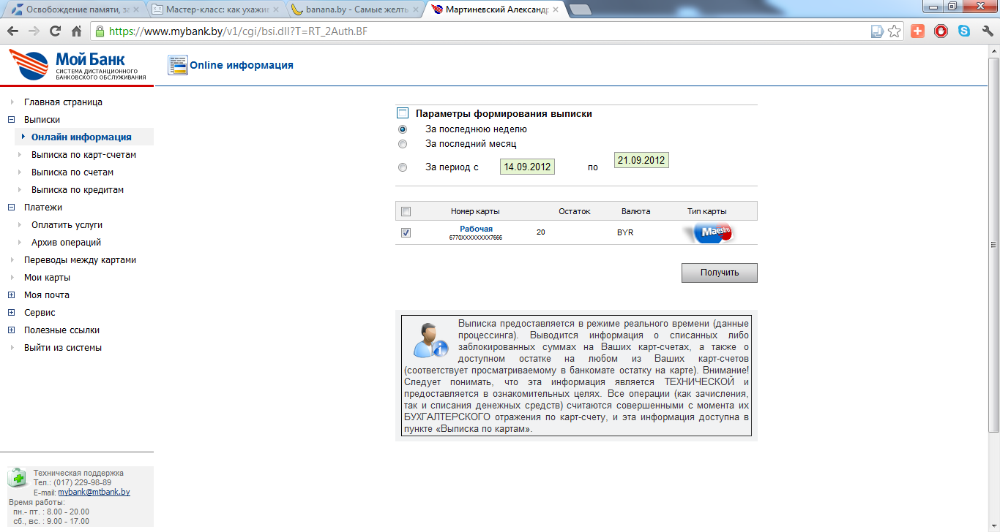 Освобождение памяти, за
Мастер-класс: как ухажив
banana.by - Самые желты
Мартиневский Александр
https://www.mybank.by/v1/cgi/bsi.dll?T=RT_2Auth.BF
Мой Банк
СИСТЕМА ДИСТАНЦИОННОГО
БАНКОВСКОГО ОБСЛУЖИВАНИЯ
Online информация
Главная страница
Выписки
Онлайн информация
Выписка по карт-счетам
Выписка по счетам
Выписка по кредитам
Платежи
Оплатить услуги
Архив операций
Переводы между картами
Мои карты
Моя почта
Сервис
Полезные ссылки
Выйти из системы
Параметры формирования выписки
За последнюю неделю
За последний месяц
За период с 14.09.2012 по 21.09.2012
Номер карты Остаток Валюта Тип карты
Рабочая 20 BYR Maestro
6770XXXXXXXX7666
Получить
Выписка предоставляется в режиме реального времени (данные
процессинга). Выводится информация о списанных либо
заблокированных суммах на Ваших карт-счетах, а также о
доступном остатке на любом из Ваших карт-счетов
(соответствует просматриваемому в банкомате остатку на карте). Внимание!
Следует понимать, что эта информация является ТЕХНИЧЕСКОЙ и
предоставляется в ознакомительных целях. Все операции (как зачисления,
так и списания денежных средств) считаются совершенными с момента их
БУХГАЛТЕРСКОГО отражения по карт-счету, и эта информация доступна в
пункте «Выписка по картам».
Техническая поддержка
Тел.: (017) 229-98-89
E-mail: mybank@mtbank.by
Время работы:
пн.- пт. : 8.00 - 20.00
сб., вс. : 9.00 - 17.00